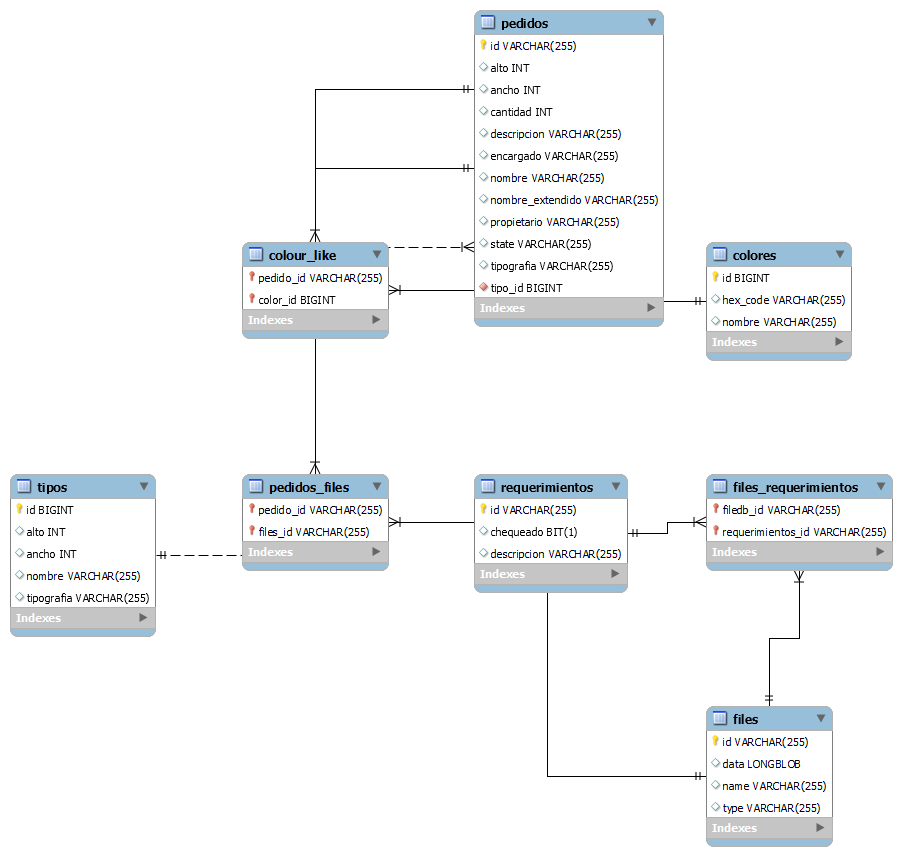 pedidos
id VARCHAR(255)
alto INT
ancho INT
cantidad INT
descripcion VARCHAR(255)
encargado VARCHAR(255)
nombre VARCHAR(255)
nombre_extendido VARCHAR(255)
propietario VARCHAR(255)
state VARCHAR(255)
tipografia VARCHAR(255)
tipo_id BIGINT
Indexes
colour_like
pedido_id VARCHAR(255)
color_id BIGINT
Indexes
colores
id BIGINT
hex_code VARCHAR(255)
nombre VARCHAR(255)
Indexes
tipos
id BIGINT
alto INT
ancho INT
nombre VARCHAR(255)
tipografia VARCHAR(255)
Indexes
pedidos_files
pedido_id VARCHAR(255)
files_id VARCHAR(255)
Indexes
requerimientos
id VARCHAR(255)
chequeado BIT(1)
descripcion VARCHAR(255)
Indexes
files_requerimientos
filedb_id VARCHAR(255)
requerimientos_id VARCHAR(255)
Indexes
files
id VARCHAR(255)
data LONGBLOB
name VARCHAR(255)
type VARCHAR(255)
Indexes